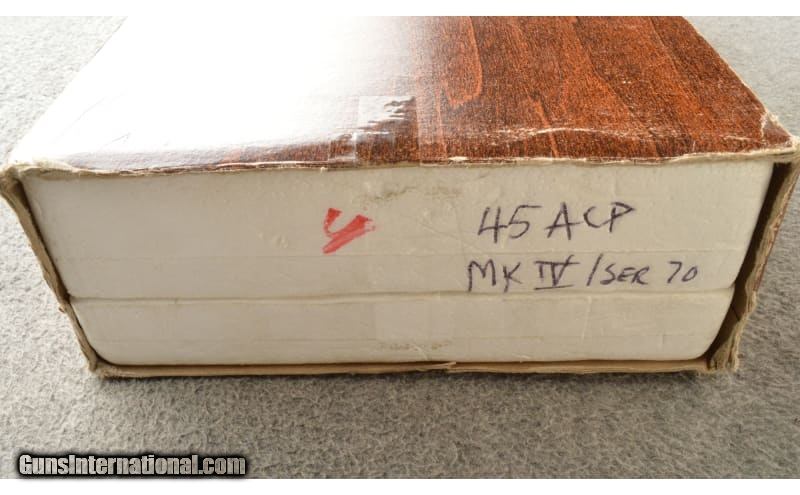 45 ACP
MK IV / SER 70
GunsInternational.com